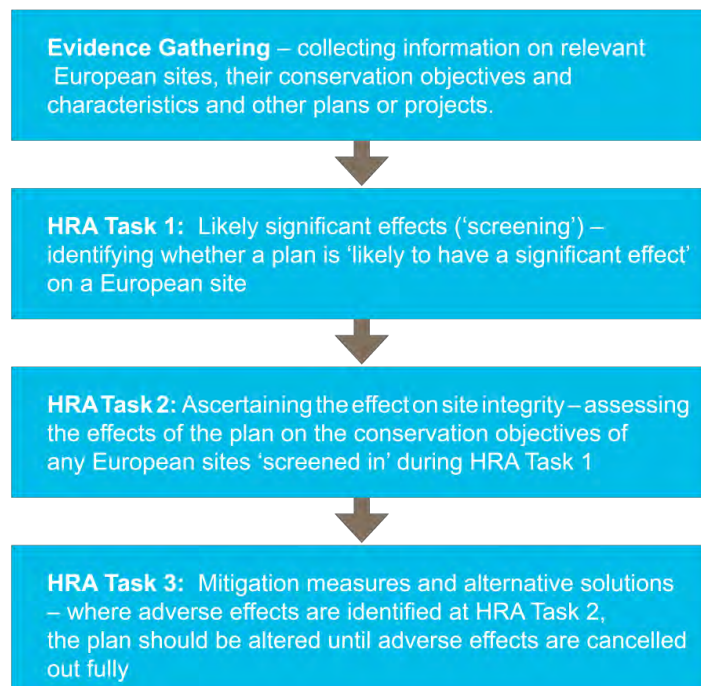 Evidence Gathering – collecting information on relevant
European sites, their conservation objectives and
characteristics and other plans or projects.
HRA Task 1: Likely significant effects (‘screening’) –
identifying whether a plan is ‘likely to have a significant effect’
on a European site
HRA Task 2: Ascertaining the effect on site integrity – assessing
the effects of the plan on the conservation objectives of
any European sites ‘screened in’ during HRA Task 1
HRA Task 3: Mitigation measures and alternative solutions
– where adverse effects are identified at HRA Task 2,
the plan should be altered until adverse effects are cancelled
out fully